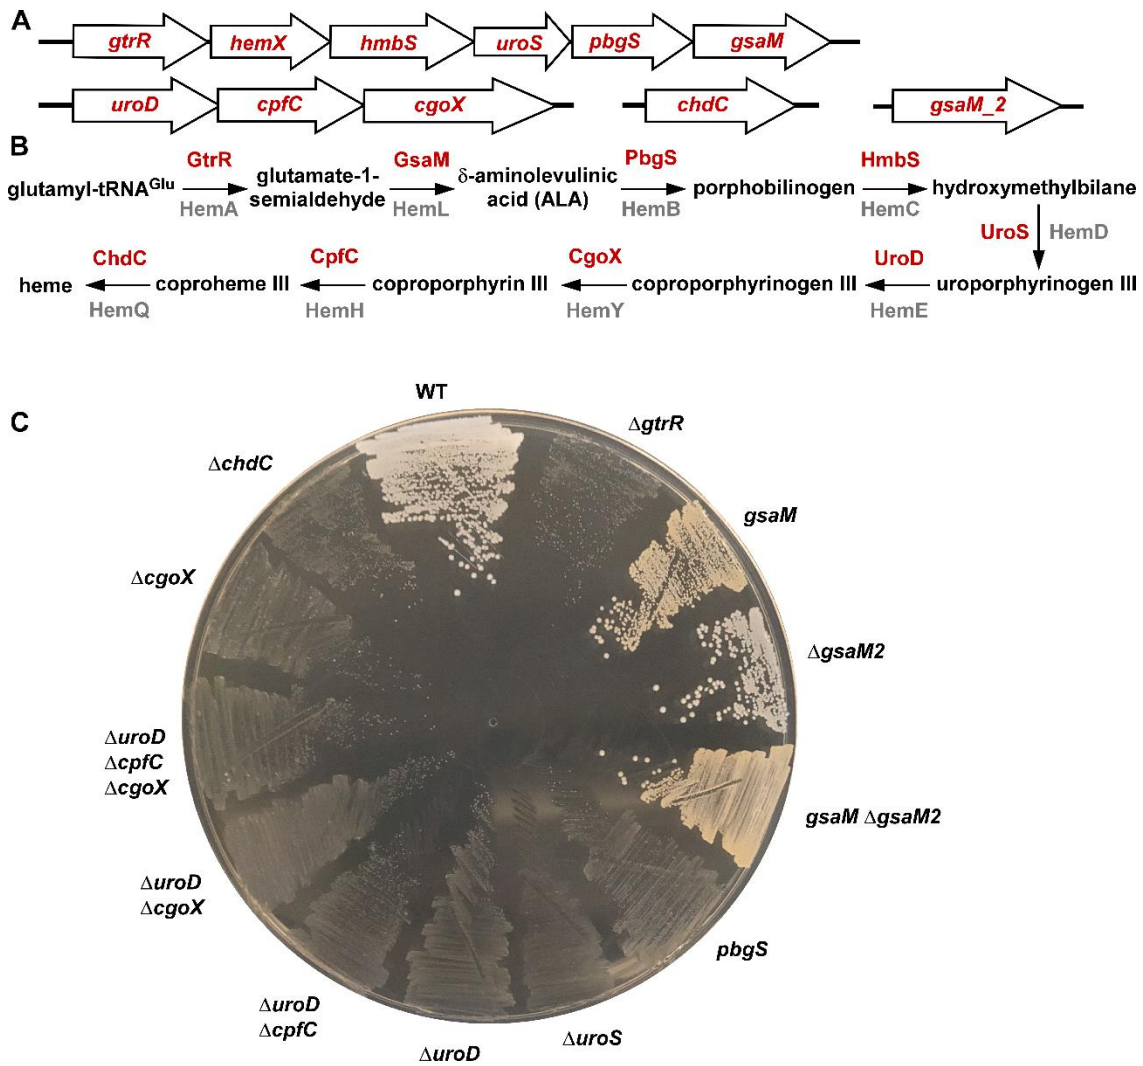 A
gtrR hemX hmbS uroS pbgS gsaM
uroD cpfC cgoX chdC gsaM_2
B
GtrR GsaM PbgS HmbS
glutamyl-tRNAGlu glutamate-1-semialdehyde δ-aminolevulinic acid (ALA) porphobilinogen hydroxymethylbilane
HemA HemL HemB HemC
UroS HemD
ChdC CpfC CgoX UroD
heme coproheme III coproporphyrin III coproporphyrinogen III uroporphyrinogen III
HemQ HemH HemY HemE
C
WT
ΔgtrR
gsaM
ΔgsaM2
gsaM ΔgsaM2
pbgS
ΔuroS
ΔuroD
ΔuroD
ΔcpfC
ΔuroD
ΔcgoX
ΔuroD
ΔcpfC
ΔcgoX
ΔcgoX
ΔchdC